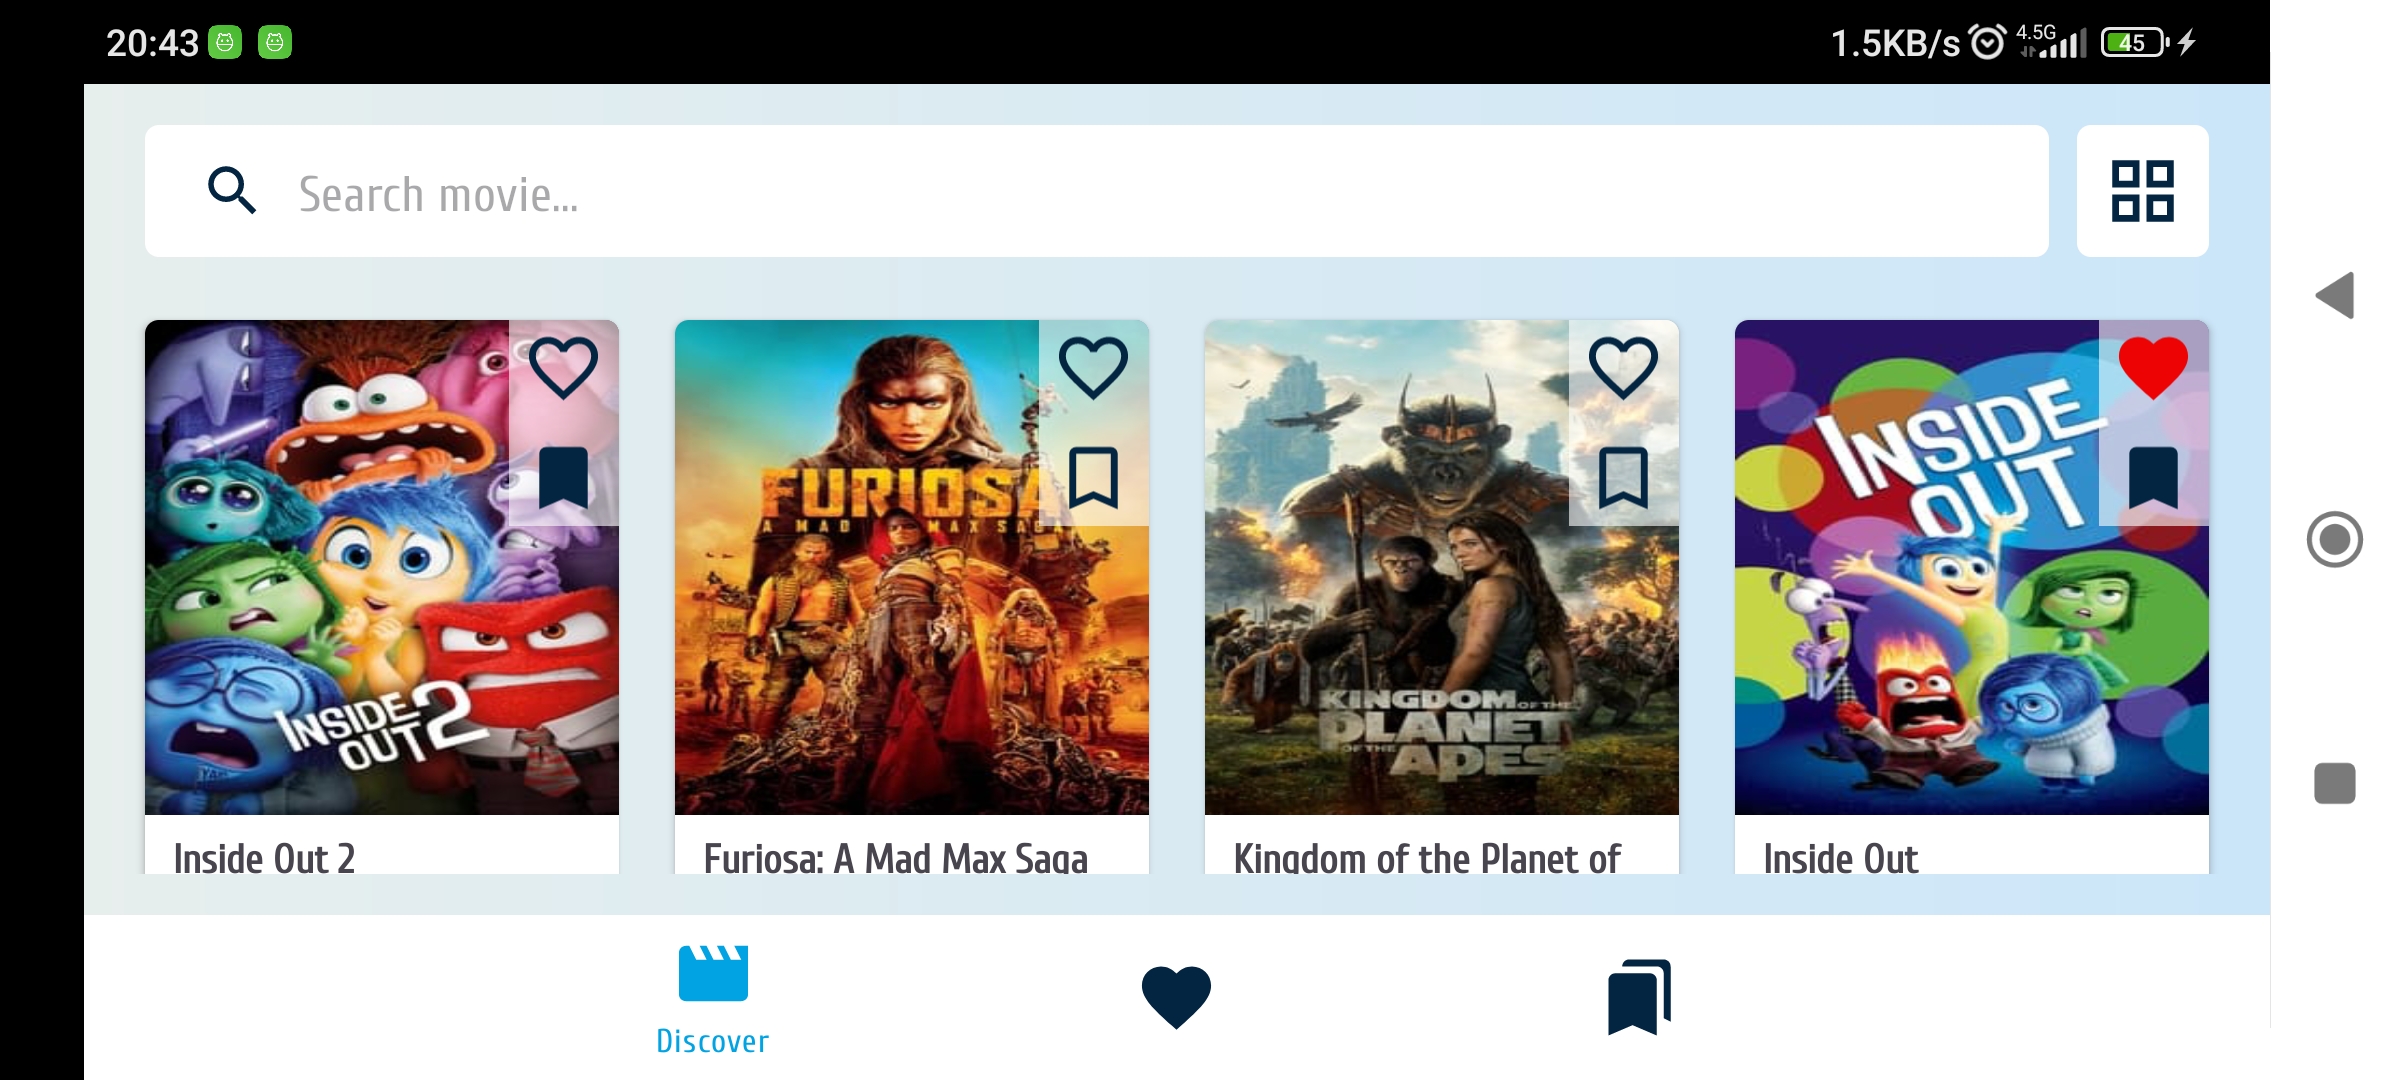 20:43 1.5KB/s 4.5G 45
Search movie...
INSIDE
OUT 2
FURIOSA
A MAD MAX SAGA
KINGDOM OF THE
PLANET
OF THE APES
INSIDE
OUT
Inside Out 2
Furiosa: A Mad Max Saga
Kingdom of the Planet of
Inside Out
Discover